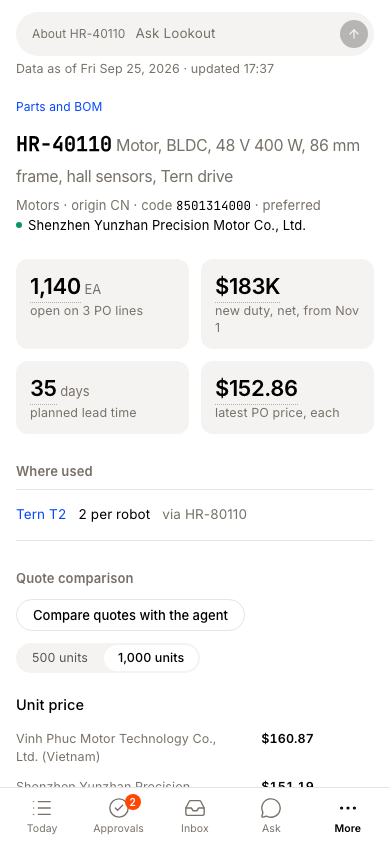 About HR-40110 Ask Lookout
Data as of Fri Sep 25, 2026 · updated 17:37
Parts and BOM
HR-40110 Motor, BLDC, 48 V 400 W, 86 mm
frame, hall sensors, Tern drive
Motors · origin CN · code 8501314000 · preferred
Shenzhen Yunzhan Precision Motor Co., Ltd.
1,140 EA
open on 3 PO lines
$183K
new duty, net, from Nov
1
35 days
planned lead time
$152.86
latest PO price, each
Where used
Tern T2 2 per robot via HR-80110
Quote comparison
Compare quotes with the agent
500 units 1,000 units
Unit price
Vinh Phuc Motor Technology Co., $160.87
Ltd. (Vietnam)
Shenzhen Yunzhan Precision $151.19
Today Approvals 2 Inbox Ask More